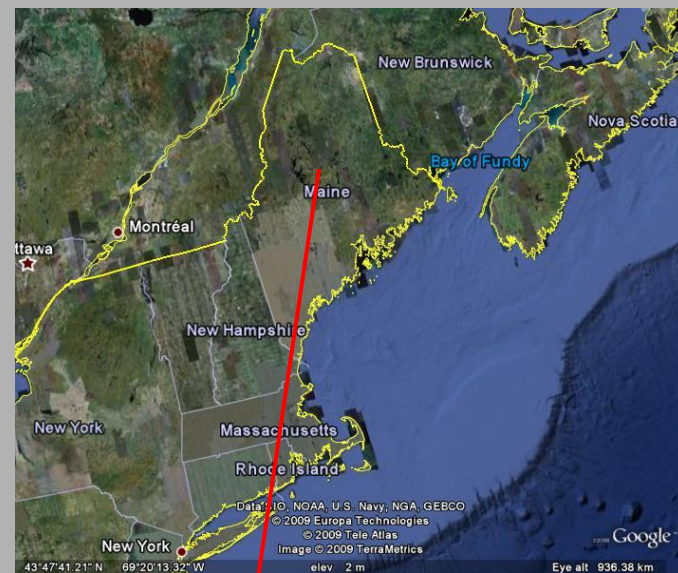 New Brunswick
Nova Scotia
Bay of Fundy
Maine
Montréal
ttawa
New Hampshire
New York
Massachusetts
Rhode Island
Data SIO, NOAA, U.S. Navy, NGA, GEBCO
© 2009 Europa Technologies
© 2009 Tele Atlas
Image © 2009 TerraMetrics
Google
New York
43°47'41.21" N 69°20'13.32" W elev 2 m Eye alt 936.38 km